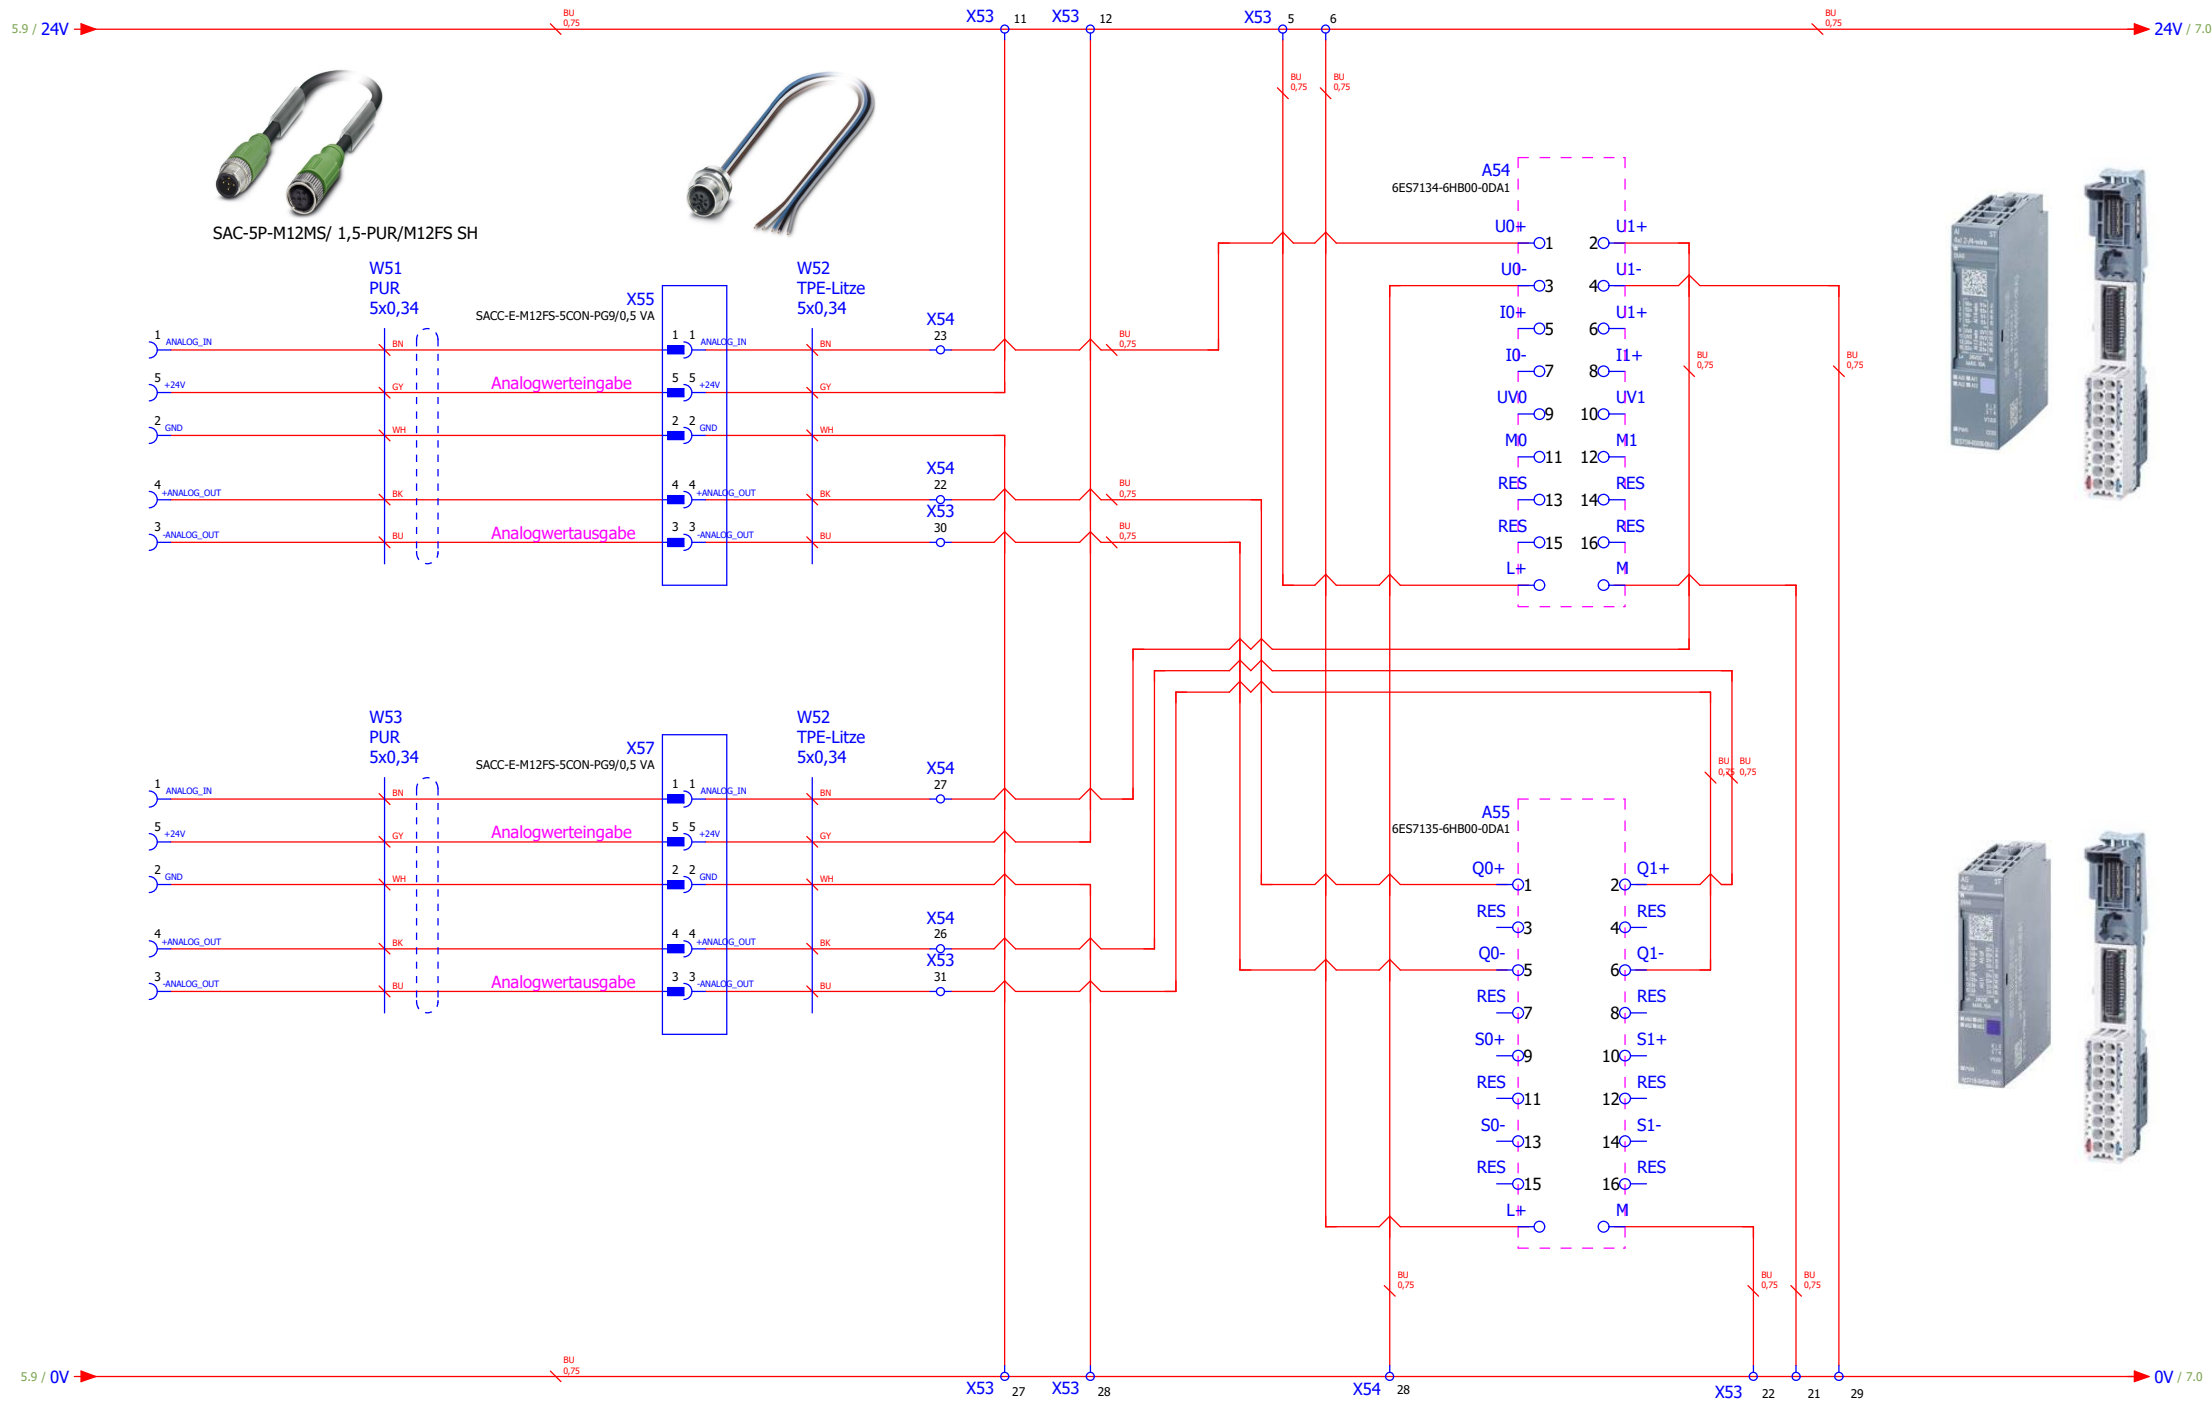 BU
0,75
X53 11
X53 12
X53 5
6
BU
0,75
5.9 / 24V
24V / 7.0
BU
0,75
BU
0,75
SAC-5P-M12MS/ 1,5-PUR/M12FS SH
W51
PUR
5x0,34
X55
SACC-E-M12FS-5CON-PG9/0,5 VA
W52
TPE-Litze
5x0,34
1 ANALOG_IN BN 1 1 ANALOG_IN BN X54 23 BU 0,75
5 +24V GY Analogwerteingabe 5 5 +24V GY
2 GND WH 2 2 GND WH
4 +ANALOG_OUT BK 4 4 +ANALOG_OUT BK X54 22 BU 0,75
3 -ANALOG_OUT BU Analogwertausgabe 3 3 -ANALOG_OUT BU X53 30 BU 0,75
A54
6ES7134-6HB00-0DA1
U0+ 1 2 U1+
U0- 3 4 U1-
I0+ 5 6 U1+
I0- 7 8 I1+
UV0 9 10 UV1
M0 11 12 M1
RES 13 14 RES
RES 15 16 RES
L+ M
BU
0,75
BU
0,75
W53
PUR
5x0,34
X57
SACC-E-M12FS-5CON-PG9/0,5 VA
W52
TPE-Litze
5x0,34
1 ANALOG_IN BN 1 1 ANALOG_IN BN X54 27
5 +24V GY Analogwerteingabe 5 5 +24V GY
2 GND WH 2 2 GND WH
4 +ANALOG_OUT BK 4 4 +ANALOG_OUT BK X54 26
3 -ANALOG_OUT BU Analogwertausgabe 3 3 -ANALOG_OUT BU X53 31
BU
0,75
BU
0,75
A55
6ES7135-6HB00-0DA1
Q0+ 1 2 Q1+
RES 3 4 RES
Q0- 5 6 Q1-
RES 7 8 RES
S0+ 9 10 S1+
RES 11 12 RES
S0- 13 14 S1-
RES 15 16 RES
L+ M
BU
0,75
BU
0,75
BU
0,75
BU
0,75
5.9 / 0V
0V / 7.0
X53 27
X53 28
X54 28
X53 22
21
29